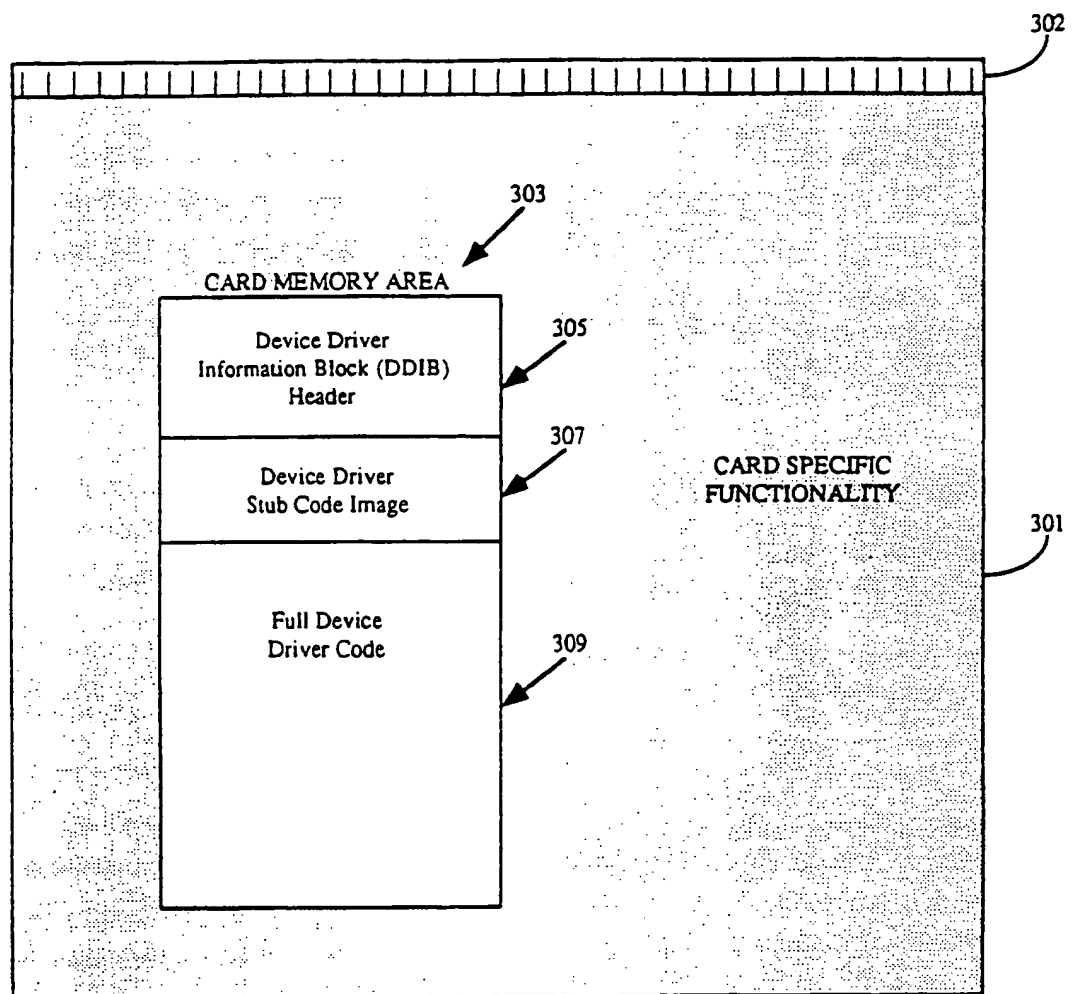 302
303
CARD MEMORY AREA
Device Driver
Information Block (DDIB)
Header
305
307
Device Driver
Stub Code Image
CARD SPECIFIC
FUNCTIONALITY
301
Full Device
Driver Code
309